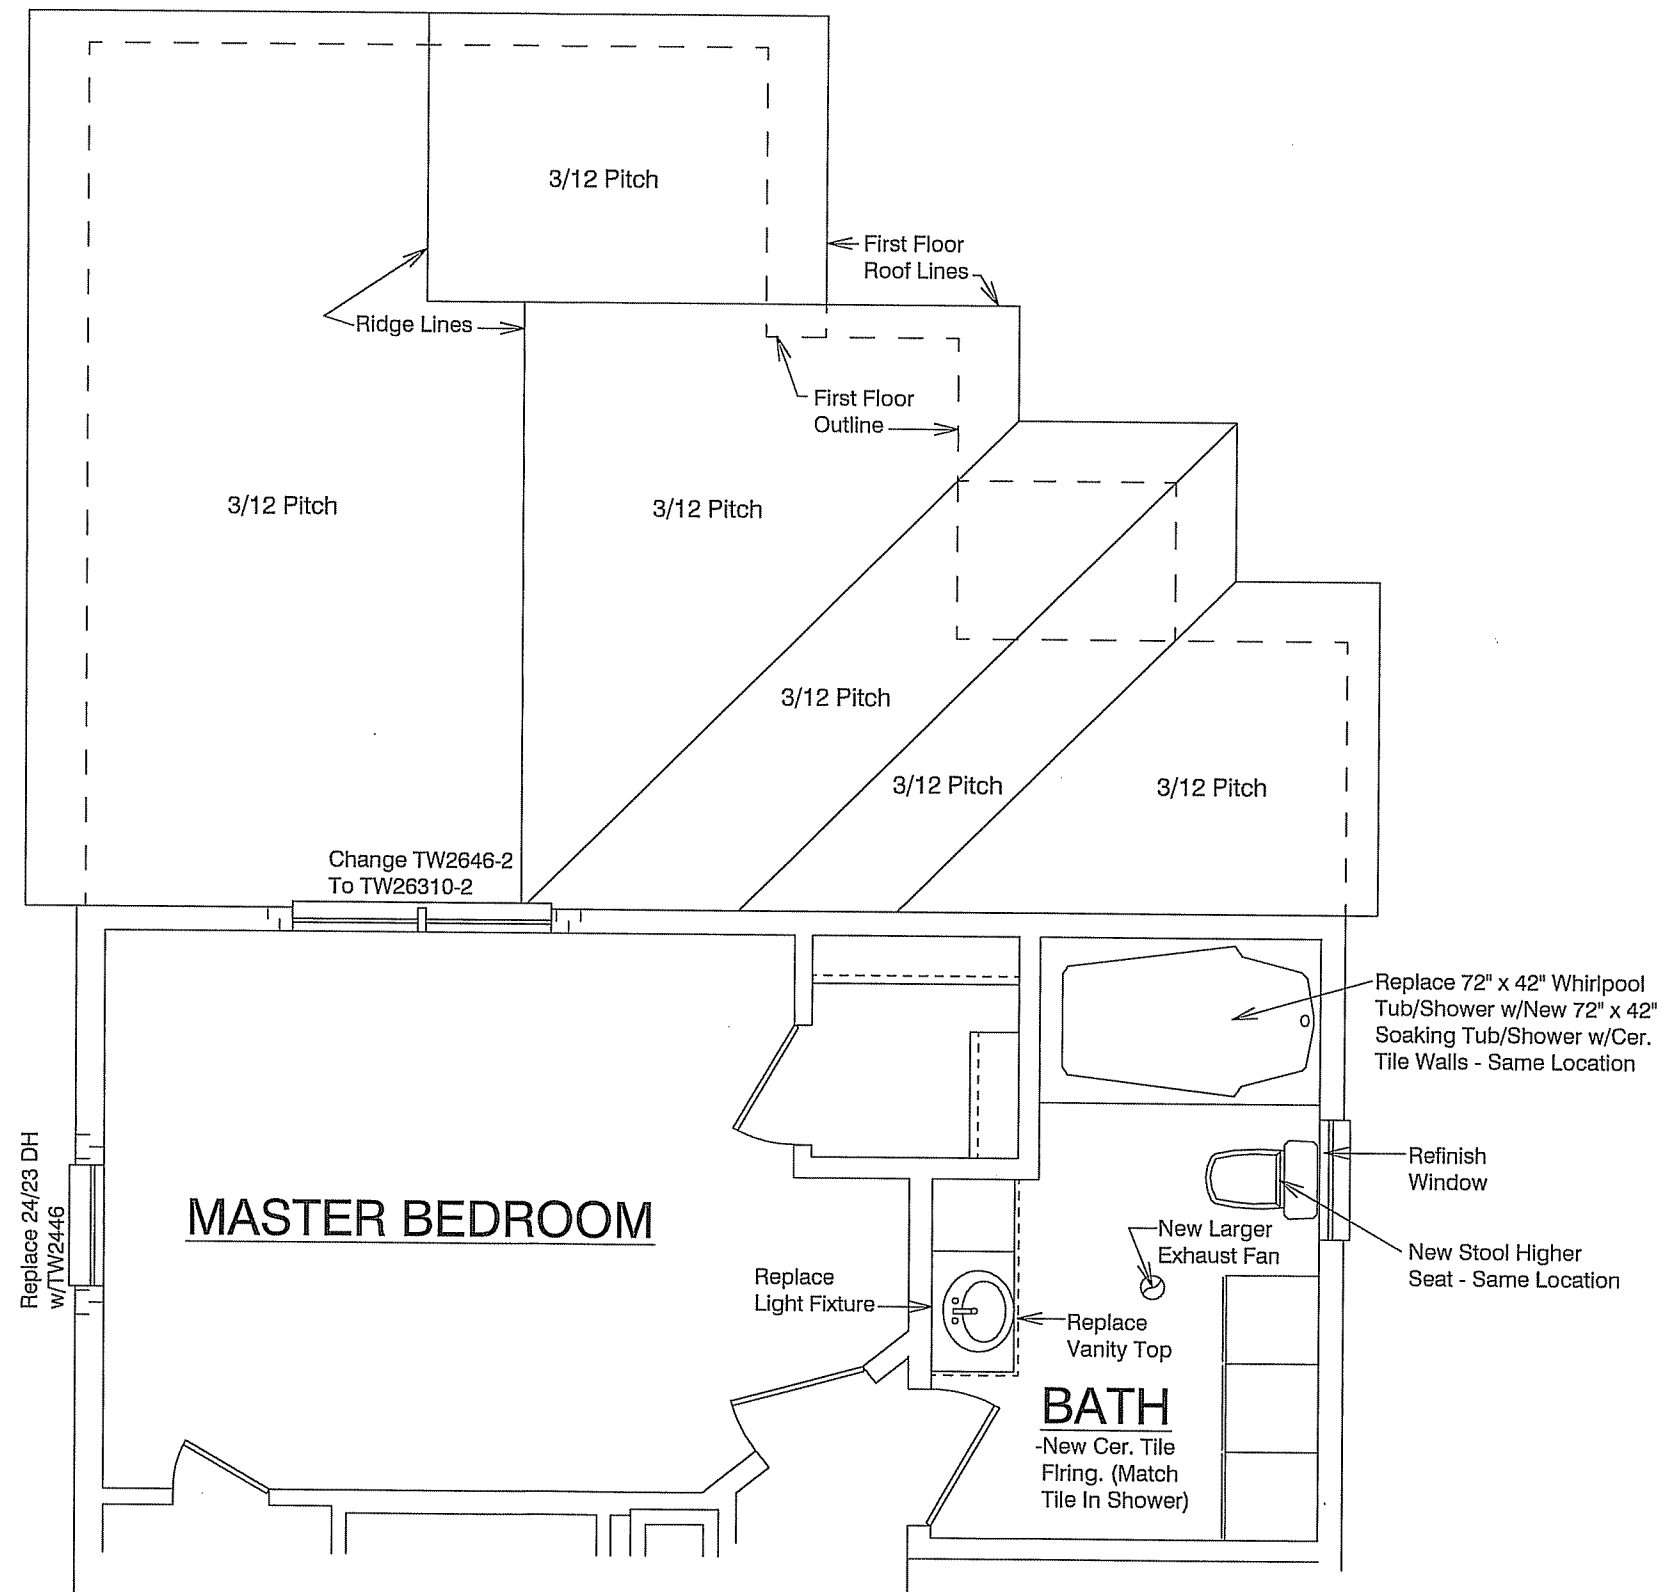 3/12 Pitch
First Floor
Roof Lines
Ridge Lines
First Floor
Outline
3/12 Pitch
3/12 Pitch
3/12 Pitch
3/12 Pitch
3/12 Pitch
Change TW2646-2
To TW26310-2
Replace 72" x 42" Whirlpool
Tub/Shower w/New 72" x 42"
Soaking Tub/Shower w/Cer.
Tile Walls - Same Location
Replace 24/23 DH
w/TW2446
MASTER BEDROOM
Refinish
Window
New Larger
Exhaust Fan
New Stool Higher
Seat - Same Location
Replace
Light Fixture
Replace
Vanity Top
BATH
-New Cer. Tile
Flring. (Match
Tile In Shower)